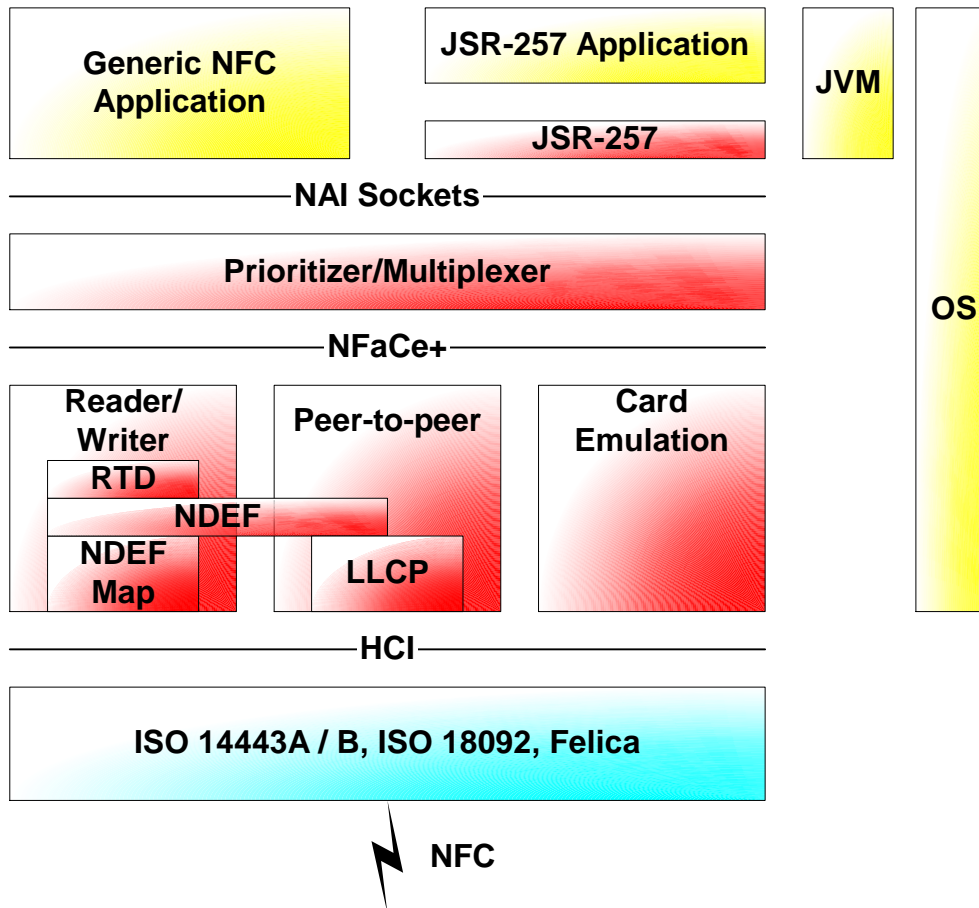 Generic NFC
Application
JSR-257 Application
JSR-257
JVM
OS
NAI Sockets
Prioritizer/Multiplexer
NFaCe+
Reader/
Writer
RTD
NDEF
NDEF
Map
Peer-to-peer
LLCP
Card
Emulation
HCI
ISO 14443A / B, ISO 18092, Felica
NFC